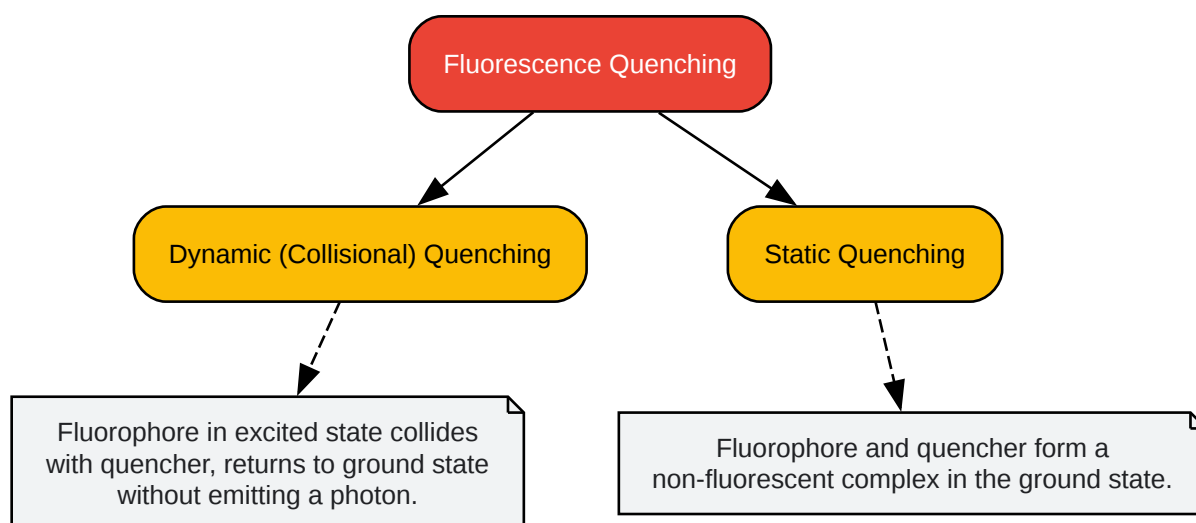 Fluorescence Quenching
Dynamic (Collisional) Quenching
Static Quenching
Fluorophore in excited state collides
with quencher, returns to ground state
without emitting a photon.
Fluorophore and quencher form a
non-fluorescent complex in the ground state.